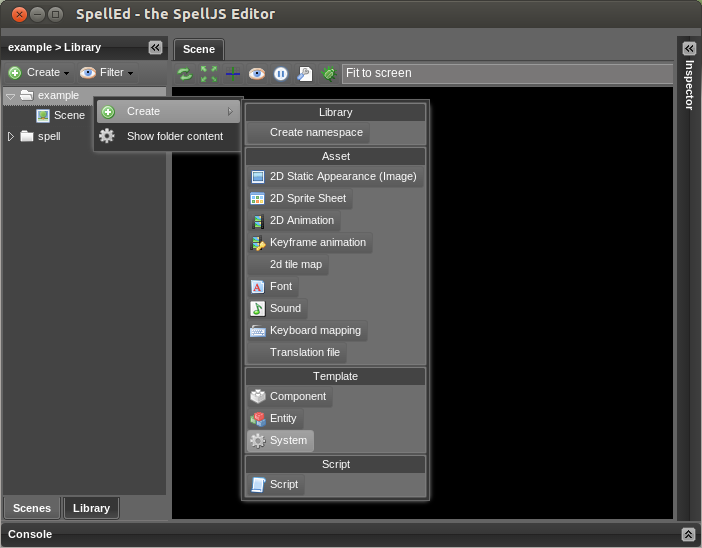 SpellEd - the SpellJS Editor
example > Library
Create
Filter
example
Scene
spell
Scenes
Library
Scene
Fit to screen
Inspector
Create
Show folder content
Library
Create namespace
Asset
2D Static Appearance (Image)
2D Sprite Sheet
2D Animation
Keyframe animation
2d tile map
Font
Sound
Keyboard mapping
Translation file
Template
Component
Entity
System
Script
Script
Console